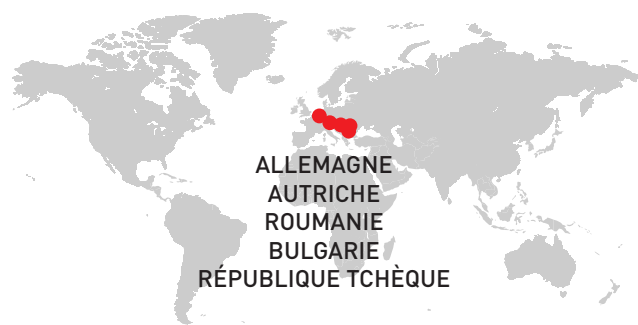 ALLEMAGNE
AUTRICHE
ROUMANIE
BULGARIE
RÉPUBLIQUE TCHÈQUE